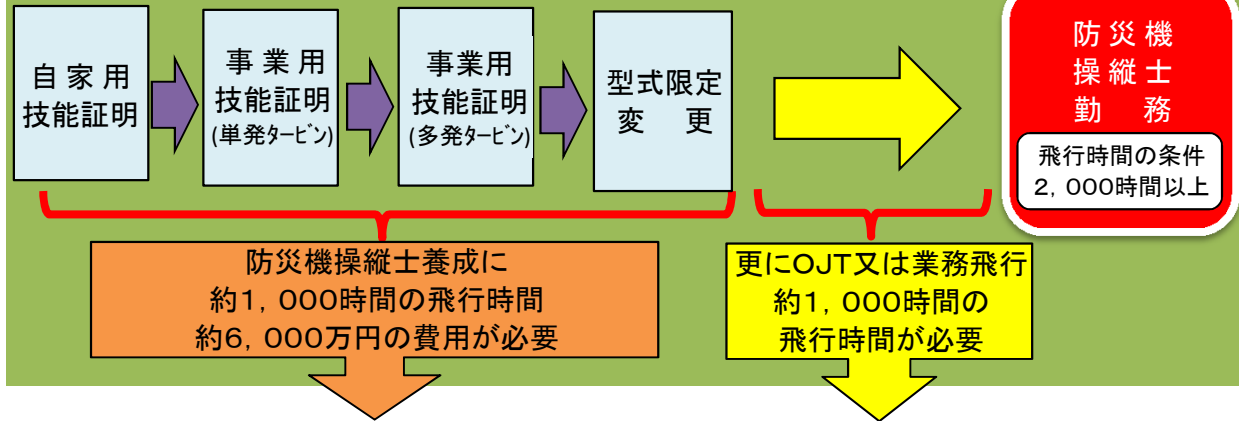 自家用
技能証明
事業用
技能証明
(単発ﾀｰﾋﾞﾝ)
事業用
技能証明
(多発ﾀｰﾋﾞﾝ)
型式限定
変　更
防災機
操縦士
勤　務
飛行時間の条件
２，０００時間以上
防災機操縦士養成に
約１，０００時間の飛行時間
約６，０００万円の費用が必要
更にＯＪＴ又は業務飛行
約１，０００時間の
飛行時間が必要